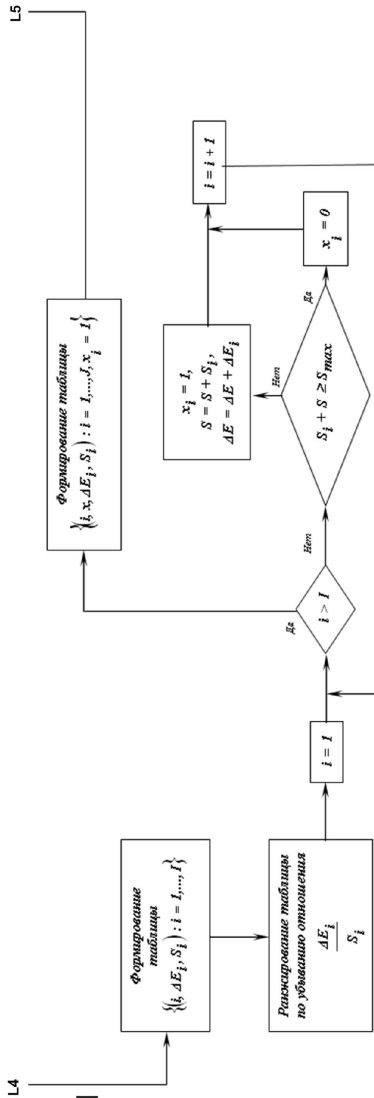 L4
Формирование
таблицы
{(i, ΔE_i, S_i) : i = 1,...,I}
Ранжирование таблицы
по убыванию отношения
ΔE_i
S_i
i = 1
i > I
Да
Нет
Формирование таблицы
{(i, x, ΔE_i, S_i) : i = 1,...,I, x_i = 1}
L5
S_i + S ≥ S_max
Нет
Да
x_i = 1,
S = S + S_i,
ΔE = ΔE + ΔE_i
x_i = 0
i = i + 1